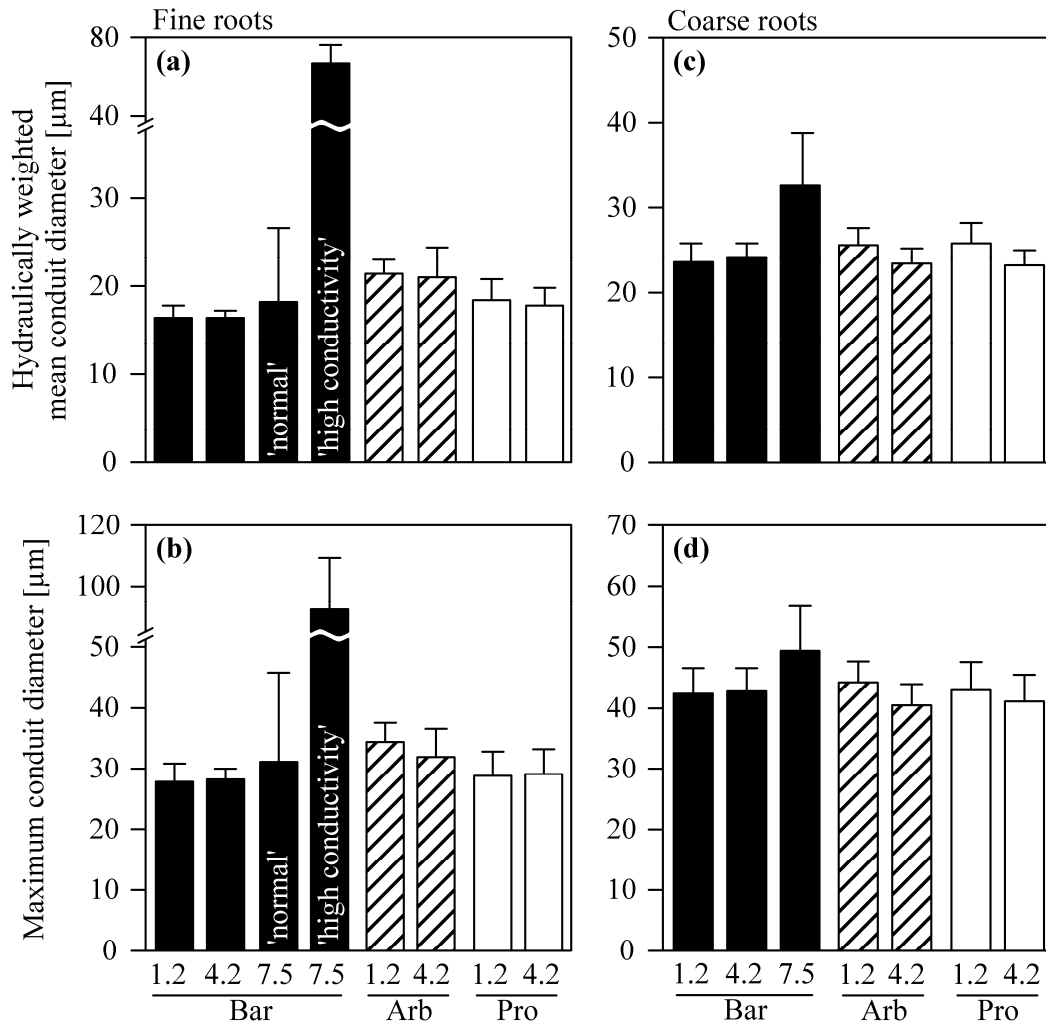 Fine roots
Coarse roots
Hydraulically weighted
mean conduit diameter [µm]
80
40
30
20
10
0
(a)
'normal'
'high conductivity'
50
40
30
20
10
0
(c)
Maximum conduit diameter [µm]
120
100
50
40
30
20
10
0
(b)
'normal'
'high conductivity'
70
60
50
40
30
20
10
0
(d)
1.2 4.2 7.5 7.5 1.2 4.2 1.2 4.2
Bar Arb Pro
1.2 4.2 7.5 1.2 4.2 1.2 4.2
Bar Arb Pro